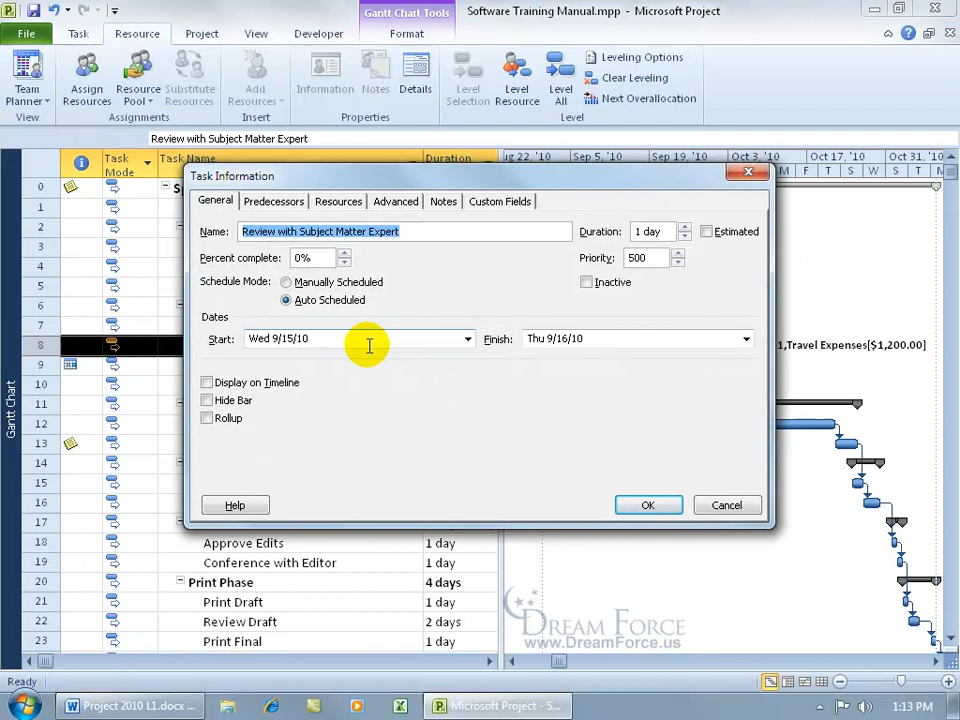 Gantt Chart Tools
Software Training Manual.mpp - Microsoft Project
File Task Resource Project View Developer Format
Team Planner
Assign Resources
Resource Pool
Substitute Resources
Add Resources
Information
Notes
Details
Level Selection
Level Resource
Level All
Leveling Options
Clear Leveling
Next Overallocation
View Assignments Insert Properties Level
Review with Subject Matter Expert
Task Mode
Task Name
Duration
ug 22, '10 Sep 5, '10 Sep 19, '10 Oct 3, '10 Oct 17, '10 Oct 31, '10
M T W T F S S M
Task Information
General Predecessors Resources Advanced Notes Custom Fields
Name: Review with Subject Matter Expert Duration: 1 day Estimated
Percent complete: 0% Priority: 500
Schedule Mode: Manually Scheduled Inactive
Auto Scheduled
Dates
Start: Wed 9/15/10 Finish: Thu 9/16/10
Display on Timeline
Hide Bar
Rollup
Help OK Cancel
Gantt Chart
0 S
1
2
3
4
5
6
7
8 1,Travel Expenses[$1,200.00]
9
10
11
12
13
14
15
16
17
18 Approve Edits 1 day
19 Conference with Editor 1 day
20 Print Phase 4 days
21 Print Draft 1 day
22 Review Draft 2 days
23 Print Final 1 day
DREAM FORCE
www.DreamForce.us
Ready
Project 2010 L1.docx ...
Microsoft Project - S...
1:13 PM